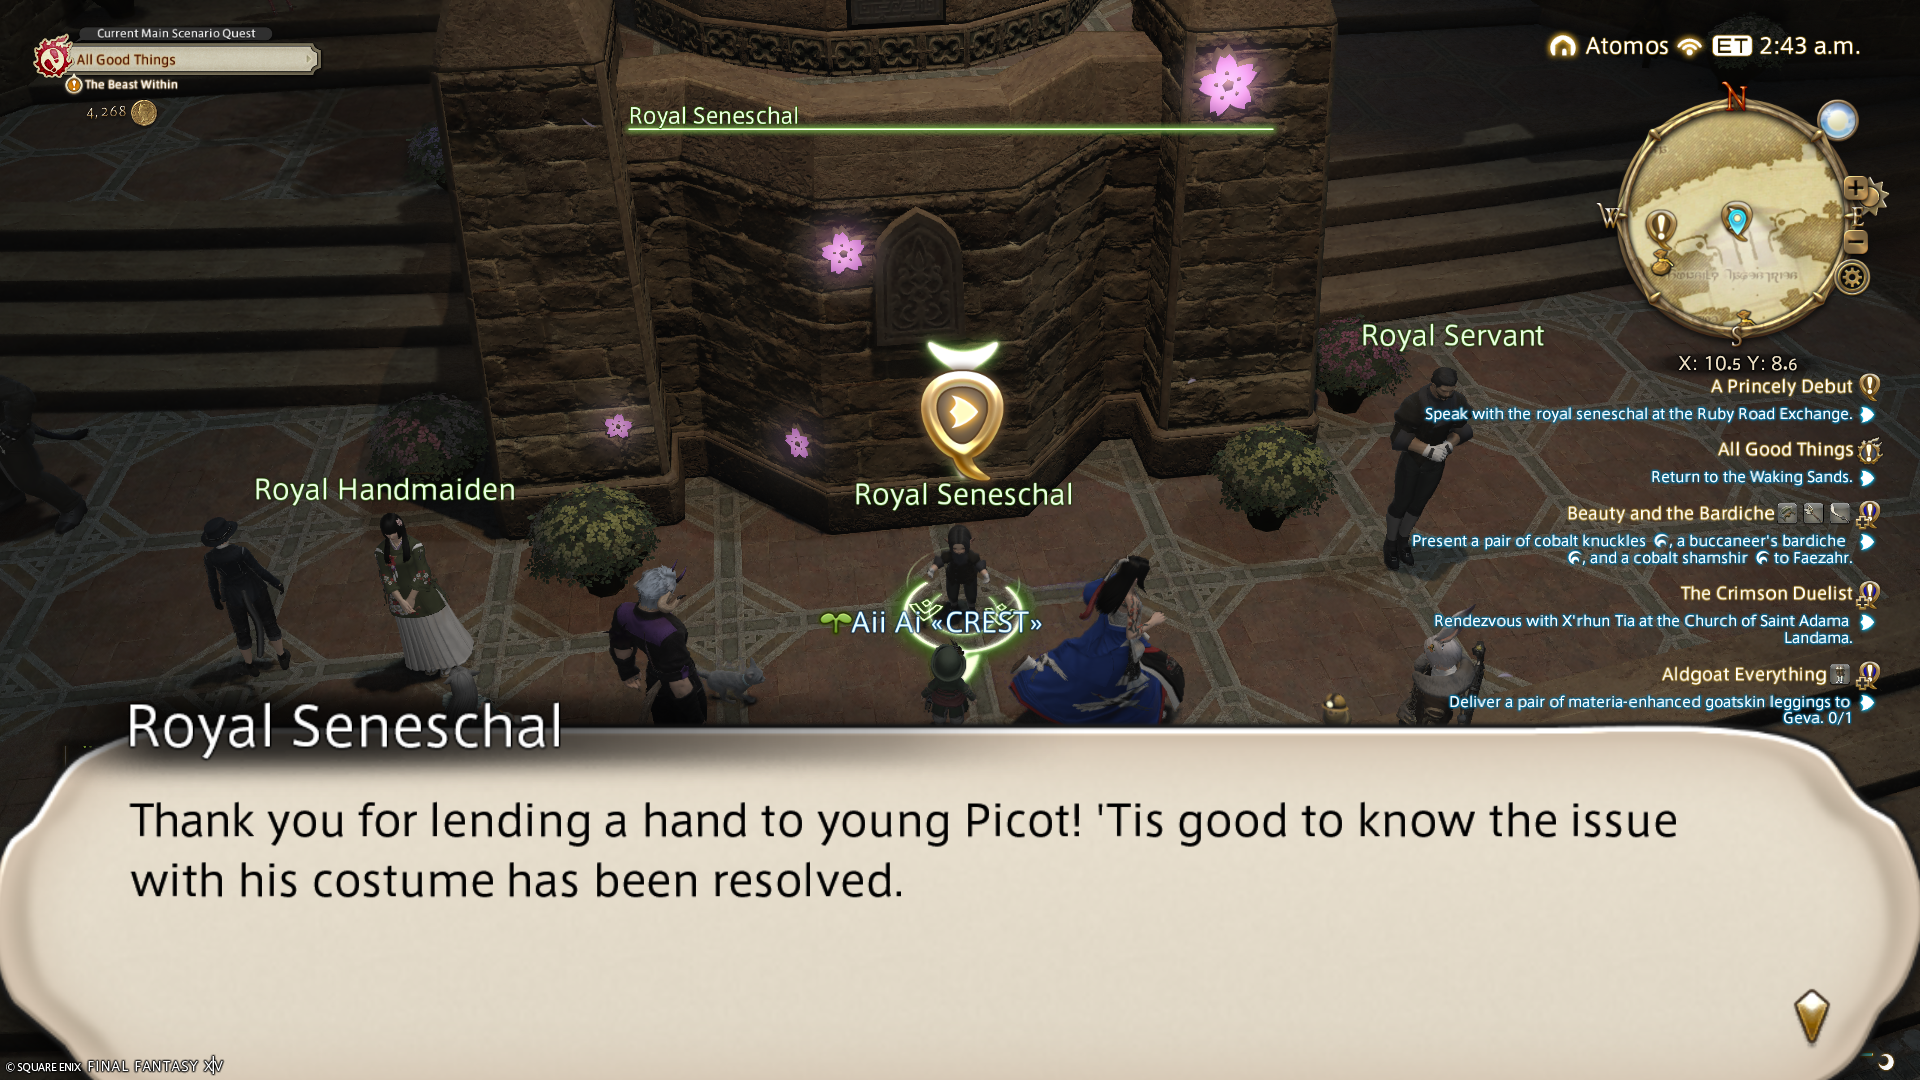 Current Main Scenario Quest
All Good Things
The Beast Within
4,268
Atomos ET 2:43 a.m.
Royal Seneschal
N
W
E
S
X: 10.5 Y: 8.6
A Princely Debut
Speak with the royal seneschal at the Ruby Road Exchange.
All Good Things
Return to the Waking Sands.
Beauty and the Bardiche
Present a pair of cobalt knuckles , a buccaneer's bardiche
, and a cobalt shamshir to Faezahr.
The Crimson Duelist
Rendezvous with X'rhun Tia at the Church of Saint Adama
Landama.
Aldgoat Everything
Deliver a pair of materia-enhanced goatskin leggings to
Geva. 0/1
Royal Servant
Royal Handmaiden
Royal Seneschal
Aii Ai «CREST»
Royal Seneschal
Thank you for lending a hand to young Picot! 'Tis good to know the issue
with his costume has been resolved.
© SQUARE ENIX FINAL FANTASY XIV